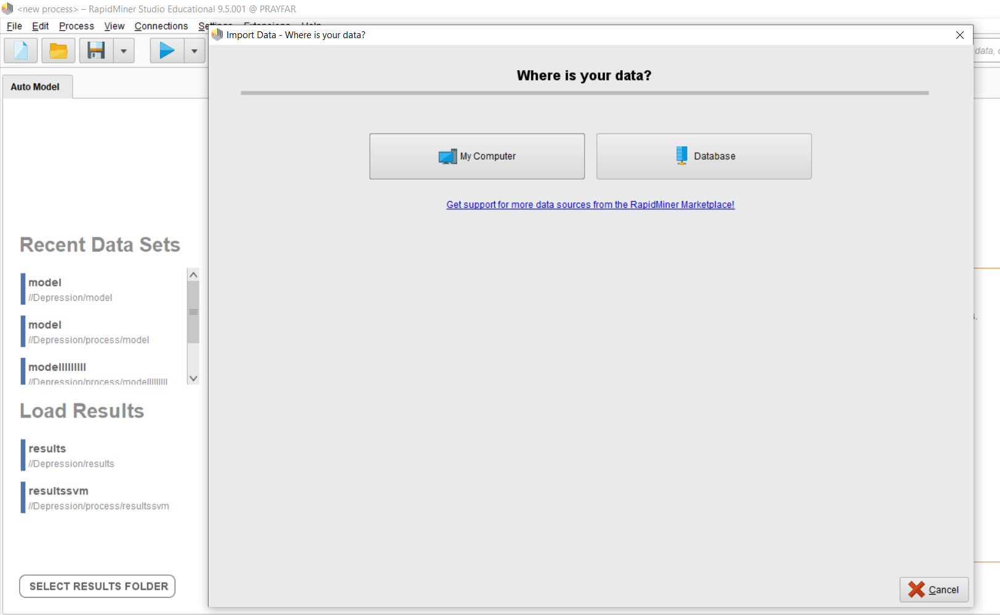 <new process> – RapidMiner Studio Educational 9.5.001 @ PRAYFAR
File Edit Process View Connections
Import Data - Where is your data?
data,
Where is your data?
Auto Model
My Computer
Database
Get support for more data sources from the RapidMiner Marketplace!
Recent Data Sets
model
//Depression/model
model
//Depression/process/model
modelllllllll
//Depression/process/modelllllllll
s.
Load Results
results
//Depression/results
resultssvm
//Depression/process/resultssvm
SELECT RESULTS FOLDER
Cancel